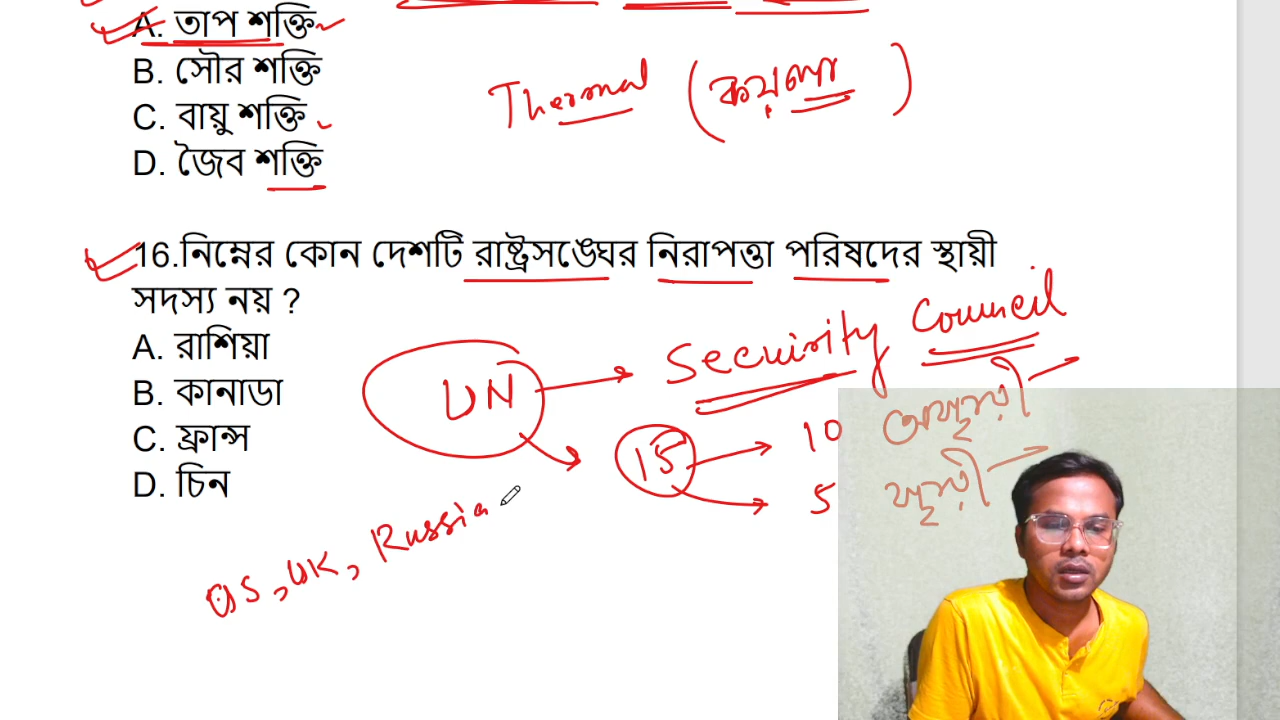 A. তাপ শক্তি
B. সৌর শক্তি
C. বায়ু শক্তি
D. জৈব শক্তি
Thermal (কয়লা)
16.নিম্নের কোন দেশটি রাষ্ট্রসঙ্ঘের নিরাপত্তা পরিষদের স্থায়ী
সদস্য নয় ?
A. রাশিয়া
B. কানাডা
C. ফ্রান্স
D. চিন
UN Secuirity Council
15 10 অস্থায়ী
5 স্থায়ী
US, UK, Russia